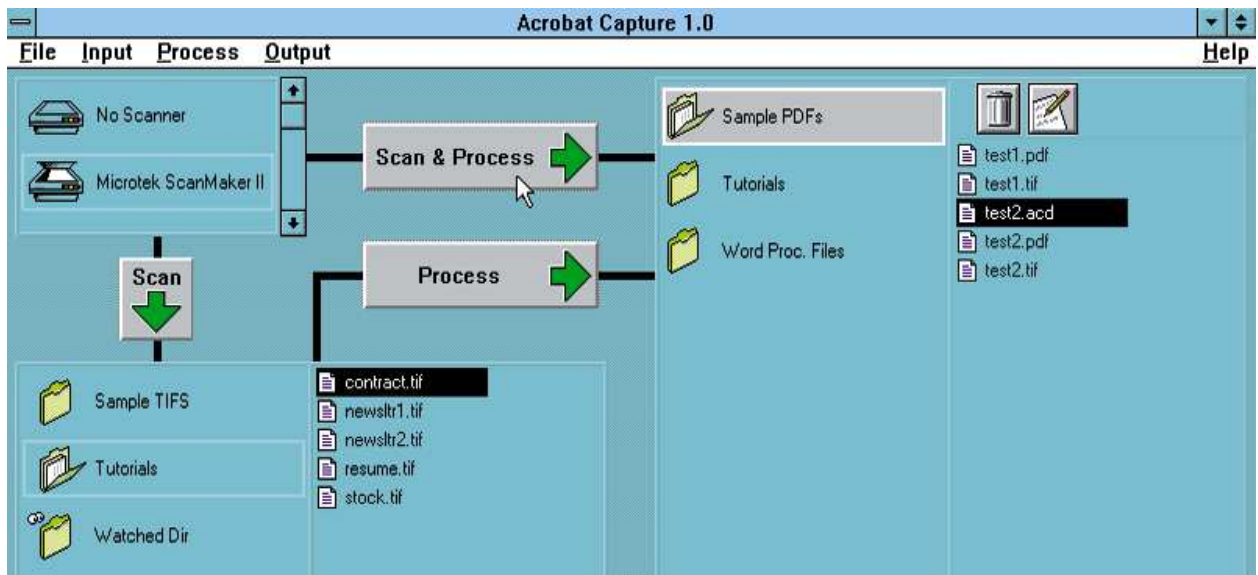 Acrobat Capture 1.0
File Input Process Output Help
No Scanner
Microtek ScanMaker II
Scan & Process
Process
Scan
Sample TIFS
Tutorials
Watched Dir
contract.tif
newsltr1.tif
newsltr2.tif
resume.tif
stock.tif
Sample PDFs
Tutorials
Word Proc. Files
test1.pdf
test1.tif
test2.acd
test2.pdf
test2.tif